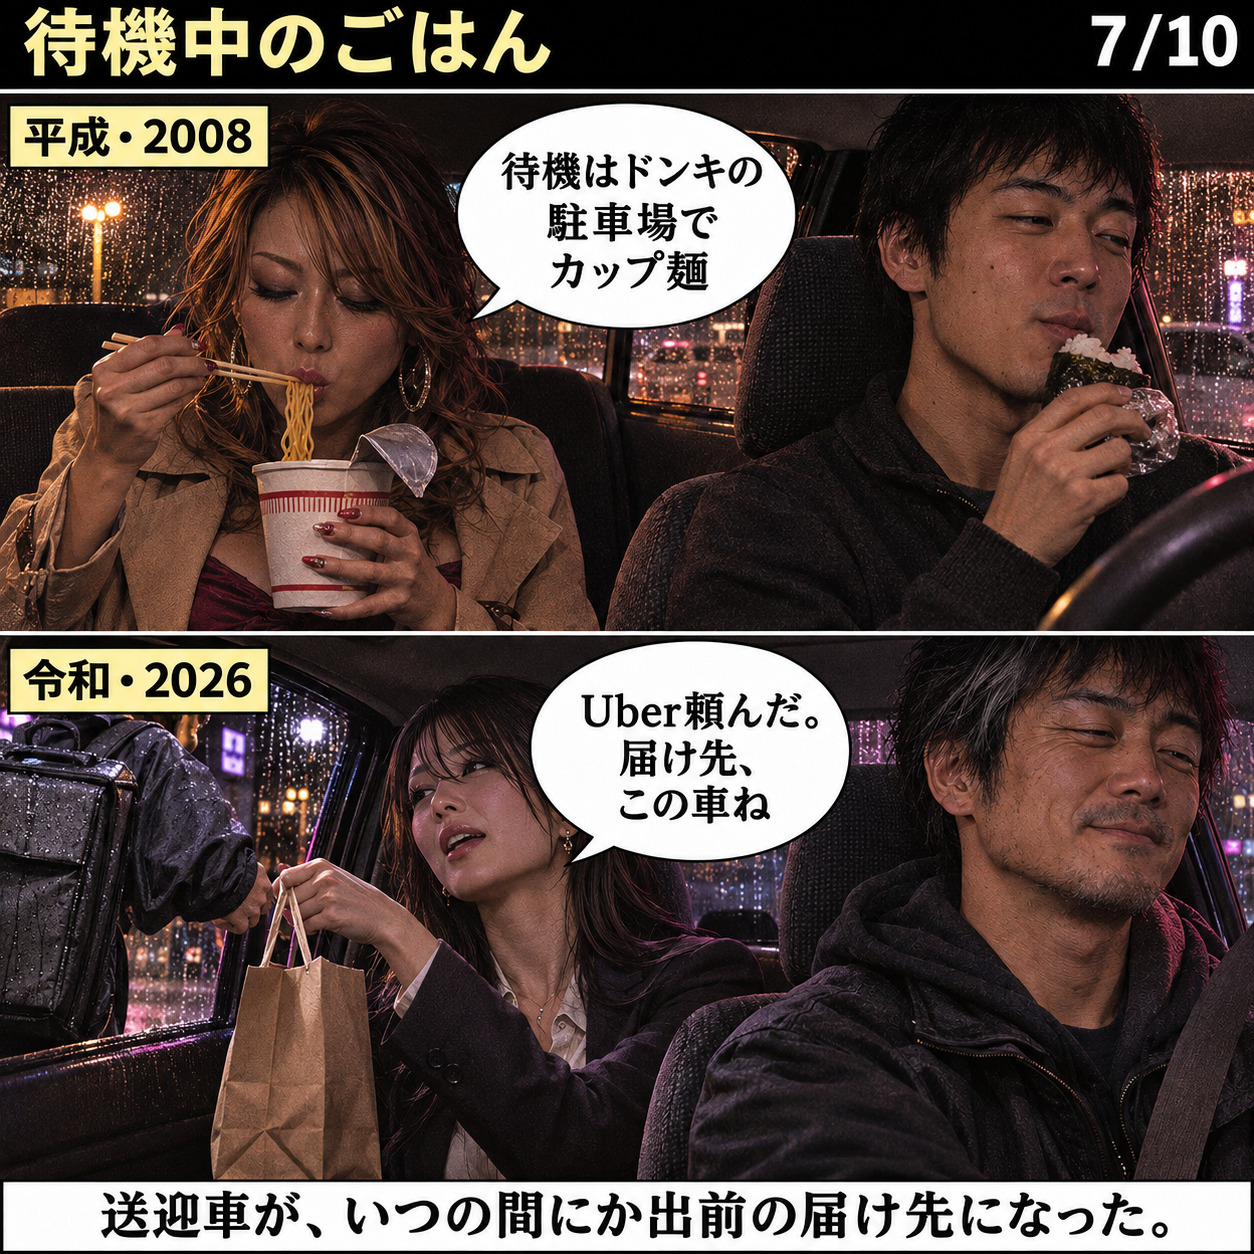 待機中のごはん
7/10
平成・2008
待機はドンキの
駐車場で
カップ麺
令和・2026
Uber頼んだ。
届け先、
この車ね
送迎車が、いつの間にか出前の届け先になった。